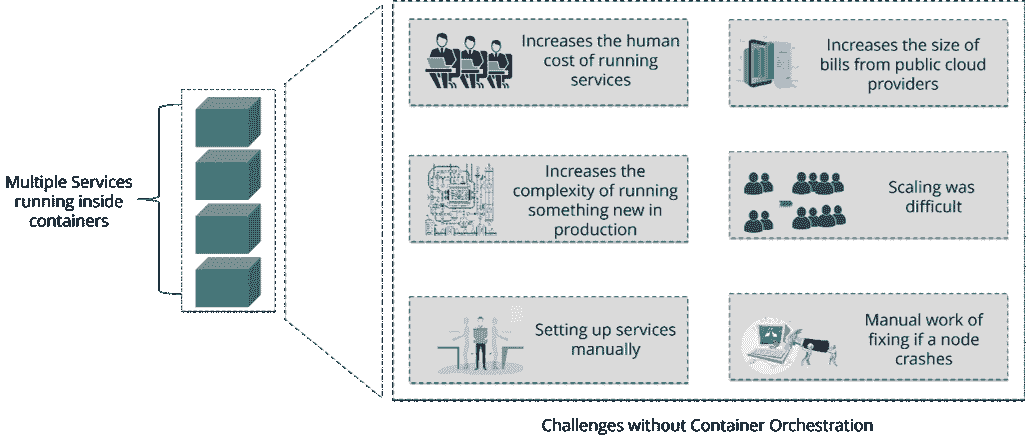 Multiple Services
running inside
containers
Increases the human
cost of running
services
Increases the size of
bills from public cloud
providers
Increases the
complexity of running
something new in
production
Scaling was
difficult
Setting up services
manually
Manual work of
fixing if a node
crashes
Challenges without Container Orchestration